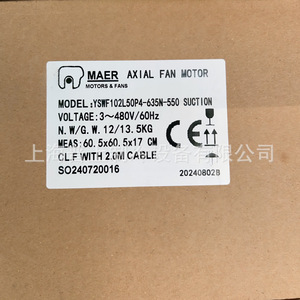 MAER
MOTORS & FANS
AXIAL FAN MOTOR
MODEL:YSWF102L50P4-635N-550 SUCTION
VOLTAGE:3～480V/60Hz
N.W/G.W.12/13.5KG
MEAS:60.5x60.5x17 CM
CL.F WITH 2.0M CABLE
SO240720016
20240802B
CE